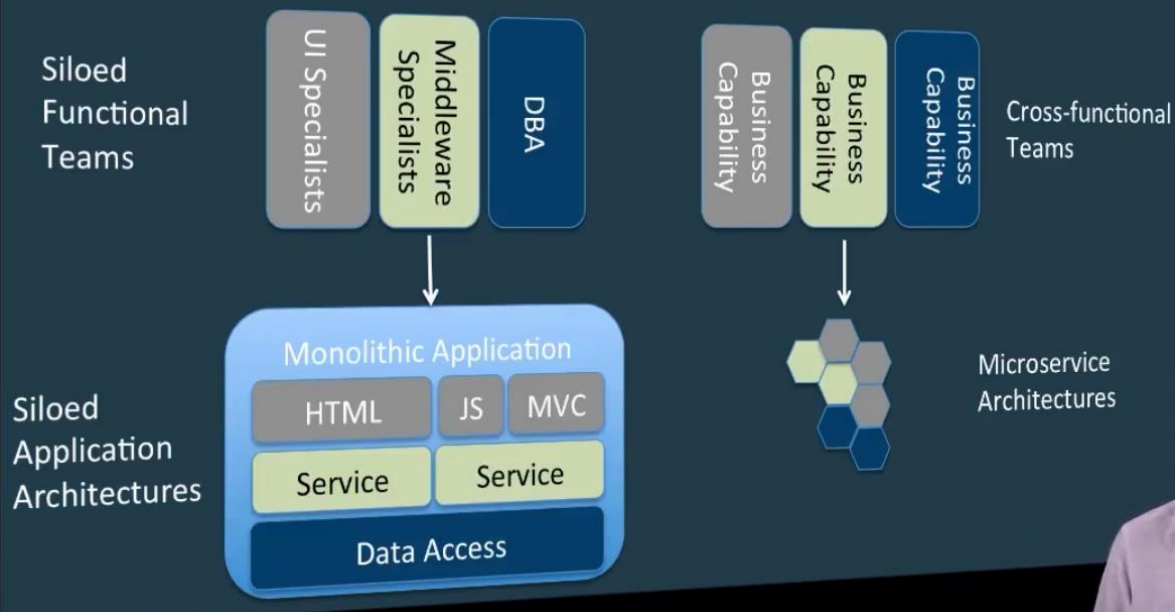 Siloed
Functional
Teams
UI Specialists
Middleware
Specialists
DBA
Business
Capability
Business
Capability
Business
Capability
Cross-functional
Teams
Siloed
Application
Architectures
Monolithic Application
HTML
JS
MVC
Service
Service
Data Access
Microservice
Architectures